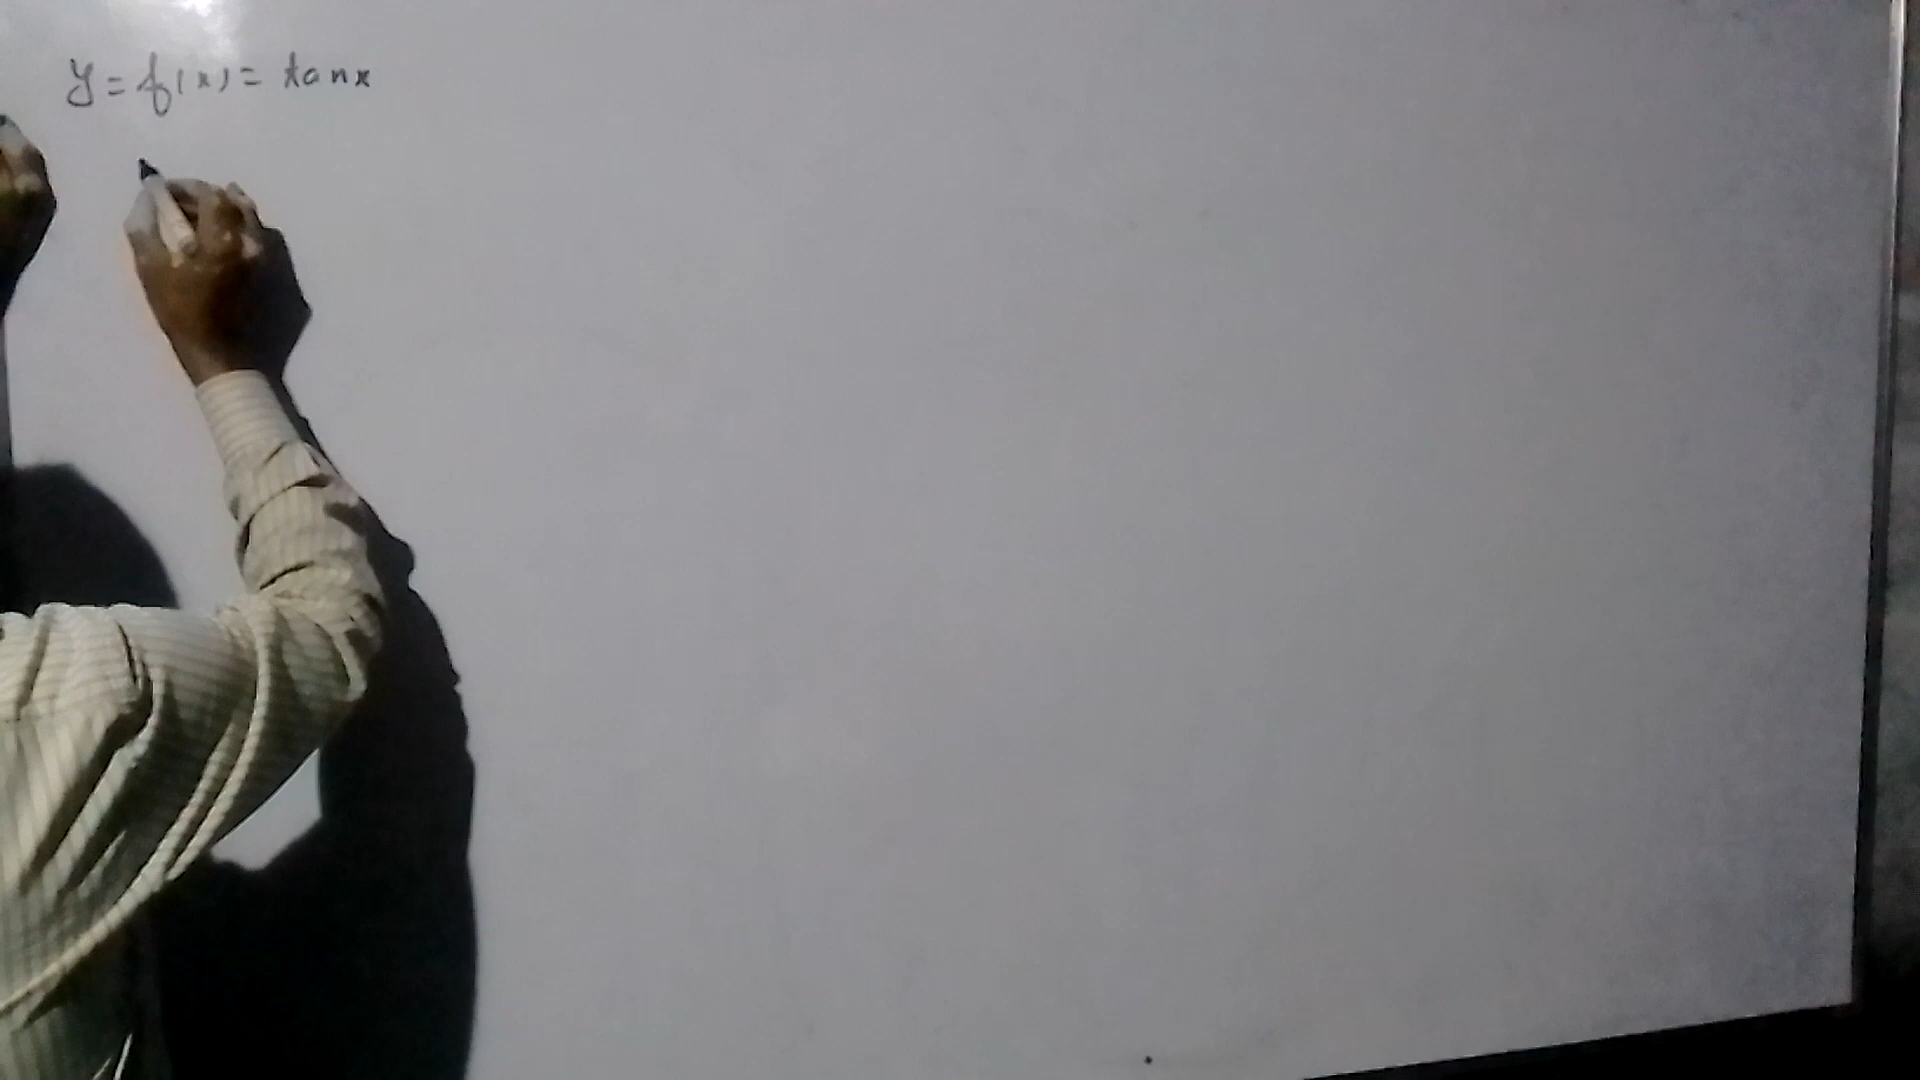 y = f(x) = tanx